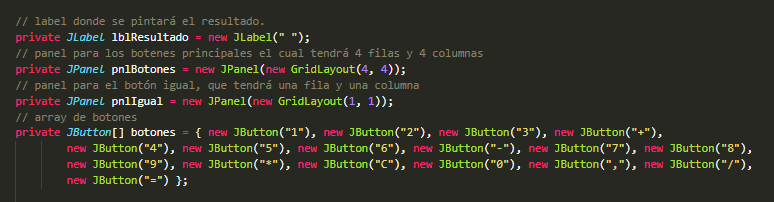 // label donde se pintará el resultado.
private JLabel lblResultado = new JLabel(" ");
// panel para los botenes principales el cual tendrá 4 filas y 4 columnas
private JPanel pnlBotones = new JPanel(new GridLayout(4, 4));
// panel para el botón igual, que tendrá una fila y una columna
private JPanel pnlIgual = new JPanel(new GridLayout(1, 1));
// array de botones
private JButton[] botones = { new JButton("1"), new JButton("2"), new JButton("3"), new JButton("+"),
new JButton("4"), new JButton("5"), new JButton("6"), new JButton("-"), new JButton("7"), new JButton("8"),
new JButton("9"), new JButton("*"), new JButton("C"), new JButton("0"), new JButton(","), new JButton("/"),
new JButton("=") };